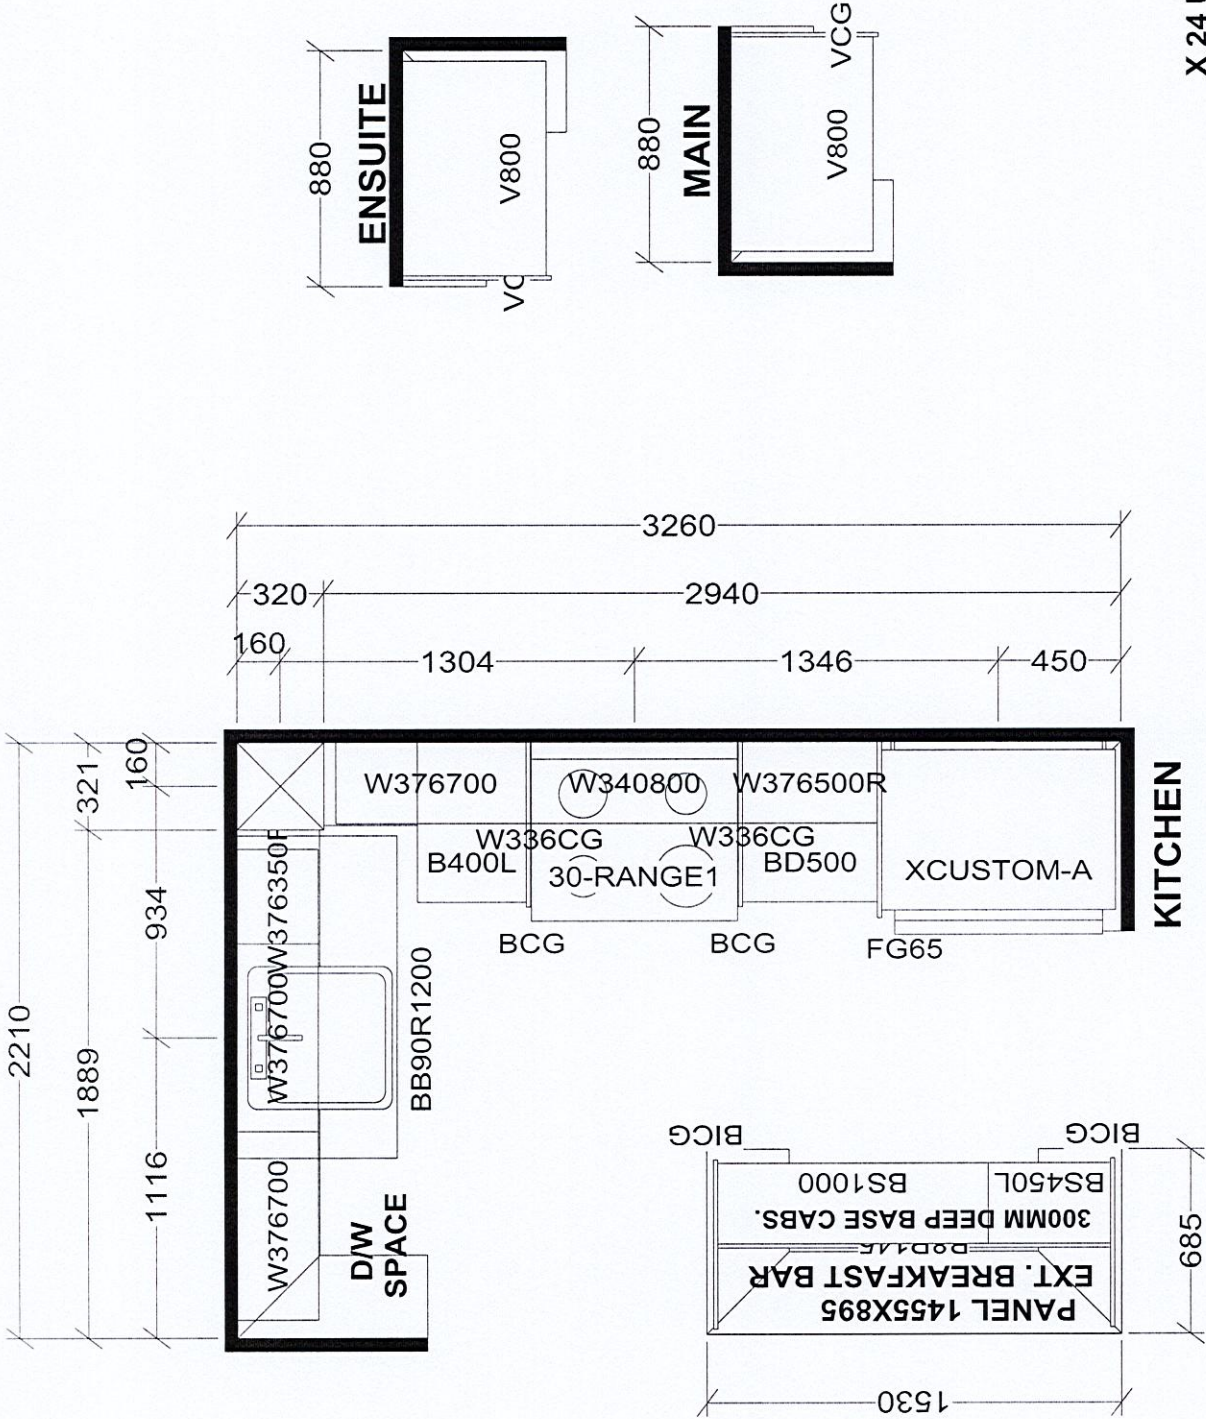 X 24
880
ENSUITE
V800
880
MAIN
V800
VCG
3260
320
2940
160
1304
1346
450
2210
321
160
1889
934
1116
W376700
W340800
W376500R
W336CG
W336CG
B400L
30-RANGE1
BD500
XCUSTOM-A
BCG
BCG
FG65
KITCHEN
W376700
W376700
BB90R1200
D/W
SPACE
BICG
BICG
BS1000
BS450L
300MM DEEP BASE CABS.
EXT. BREAKFAST BAR
PANEL 1455X895
685
1530